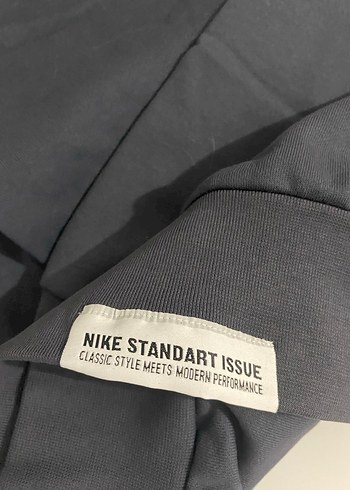 NIKE STANDART ISSUE
CLASSIC STYLE MEETS MODERN PERFORMANCE